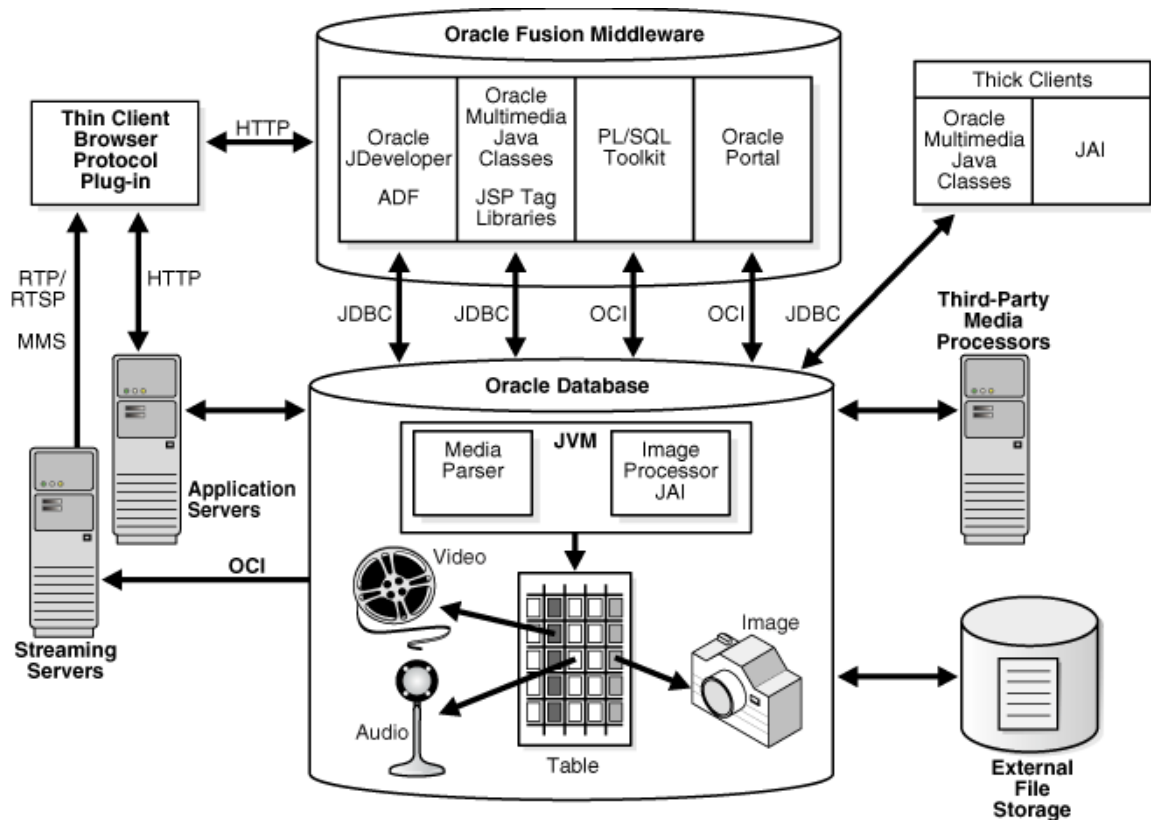 Oracle Fusion Middleware
Oracle
JDeveloper
ADF
Oracle
Multimedia
Java
Classes
JSP Tag
Libraries
PL/SQL
Toolkit
Oracle
Portal
Thick Clients
Oracle
Multimedia
Java
Classes
JAI
Thin Client
Browser
Protocol
Plug-in
HTTP
RTP/
RTSP
MMS
HTTP
JDBC
JDBC
OCI
OCI
JDBC
Third-Party
Media
Processors
Oracle Database
JVM
Media
Parser
Image
Processor
JAI
Application
Servers
OCI
Streaming
Servers
Video
Audio
Table
Image
External
File
Storage